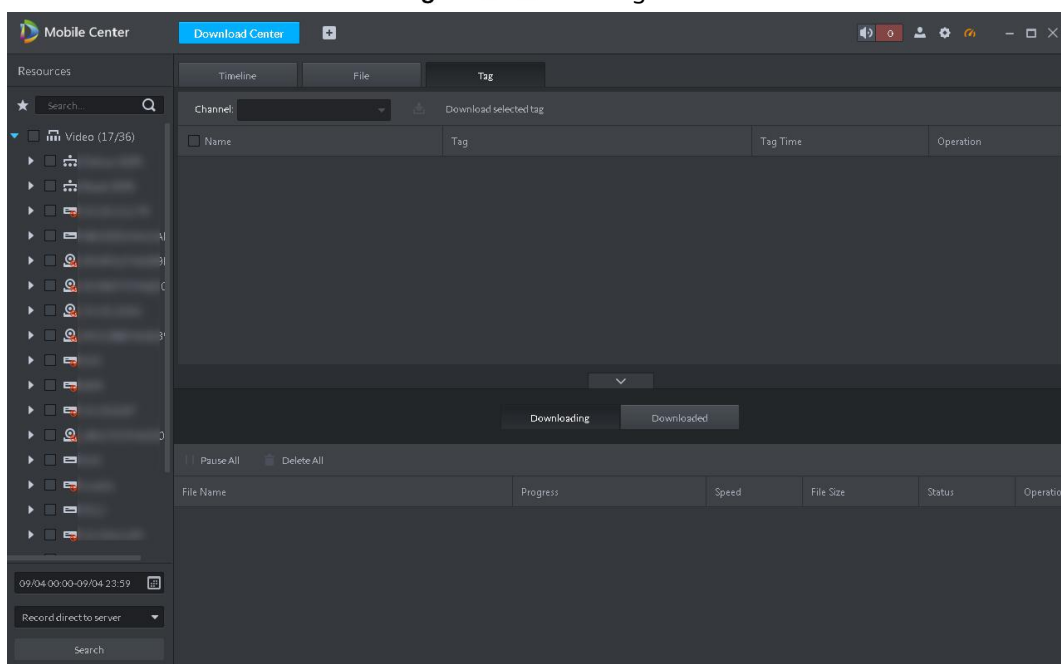 Mobile Center
Download Center
0
Resources
Timeline
File
Tag
Search...
Channel:
Download selected tag
Video (17/36)
Name
Tag
Tag Time
Operation
Downloading
Downloaded
Pause All
Delete All
File Name
Progress
Speed
File Size
Status
Operatio
09/04 00:00-09/04 23:59
Record direct to server
Search